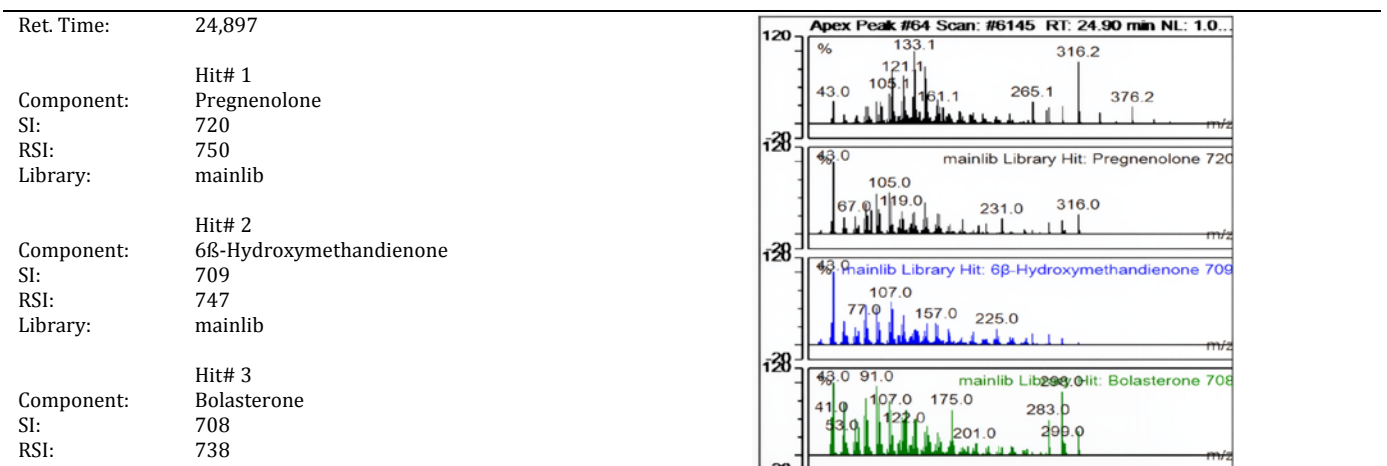 Ret. Time: 24,897
Hit# 1
Component: Pregnenolone
SI: 720
RSI: 750
Library: mainlib
Hit# 2
Component: 6ß-Hydroxymethandienone
SI: 709
RSI: 747
Library: mainlib
Hit# 3
Component: Bolasterone
SI: 708
RSI: 738
Apex Peak #64 Scan: #6145 RT: 24.90 min NL: 1.0...
120
%
133.1
316.2
121.1
105.1
43.0
161.1
265.1
376.2
m/z
-20
120
43.0
%
mainlib Library Hit: Pregnenolone 720
105.0
67.0
119.0
231.0
316.0
m/z
-20
120
43.0
%
mainlib Library Hit: 6β-Hydroxymethandienone 709
107.0
77.0
157.0
225.0
m/z
-20
120
43.0
%
91.0
mainlib Library Hit: Bolasterone 708
298.0
41.0
107.0
175.0
283.0
53.0
122.0
201.0
299.0
m/z